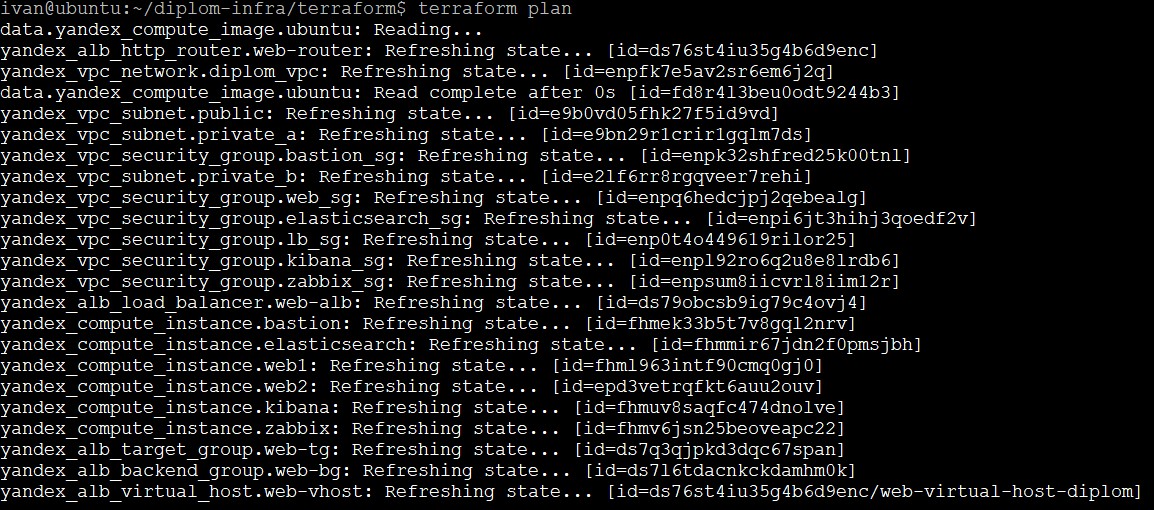 ivan@ubuntu:~/diplom-infra/terraform$ terraform plan
data.yandex_compute_image.ubuntu: Reading...
yandex_alb_http_router.web-router: Refreshing state... [id=ds76st4iu35g4b6d9enc]
yandex_vpc_network.diplom_vpc: Refreshing state... [id=enpfk7e5av2sr6em6j2q]
data.yandex_compute_image.ubuntu: Read complete after 0s [id=fd8r4l3beu0odt9244b3]
yandex_vpc_subnet.public: Refreshing state... [id=e9b0vd05fhk27f5id9vd]
yandex_vpc_subnet.private_a: Refreshing state... [id=e9bn29r1crir1gqlm7ds]
yandex_vpc_security_group.bastion_sg: Refreshing state... [id=enpk32shfred25k00tnl]
yandex_vpc_subnet.private_b: Refreshing state... [id=e2lf6rr8rgqveer7rehi]
yandex_vpc_security_group.web_sg: Refreshing state... [id=enpq6hedcjpj2qebealg]
yandex_vpc_security_group.elasticsearch_sg: Refreshing state... [id=enpi6jt3hihj3qoedf2v]
yandex_vpc_security_group.lb_sg: Refreshing state... [id=enp0t4o449619rilor25]
yandex_vpc_security_group.kibana_sg: Refreshing state... [id=enpl92ro6q2u8e8lrdb6]
yandex_vpc_security_group.zabbix_sg: Refreshing state... [id=enpsum8iicvrl8iim12r]
yandex_alb_load_balancer.web-alb: Refreshing state... [id=ds79obcsb9ig79c4ovj4]
yandex_compute_instance.bastion: Refreshing state... [id=fhmek33b5t7v8gql2nrv]
yandex_compute_instance.elasticsearch: Refreshing state... [id=fhmmir67jdn2f0pmsjbh]
yandex_compute_instance.web1: Refreshing state... [id=fhml963intf90cmq0gj0]
yandex_compute_instance.web2: Refreshing state... [id=epd3vetrqfkt6auu2ouv]
yandex_compute_instance.kibana: Refreshing state... [id=fhmuv8saqfc474dnolve]
yandex_compute_instance.zabbix: Refreshing state... [id=fhmv6jsn25beoveapc22]
yandex_alb_target_group.web-tg: Refreshing state... [id=ds7q3qjpkd3dqc67span]
yandex_alb_backend_group.web-bg: Refreshing state... [id=ds7l6tdacnkckdamhm0k]
yandex_alb_virtual_host.web-vhost: Refreshing state... [id=ds76st4iu35g4b6d9enc/web-virtual-host-diplom]